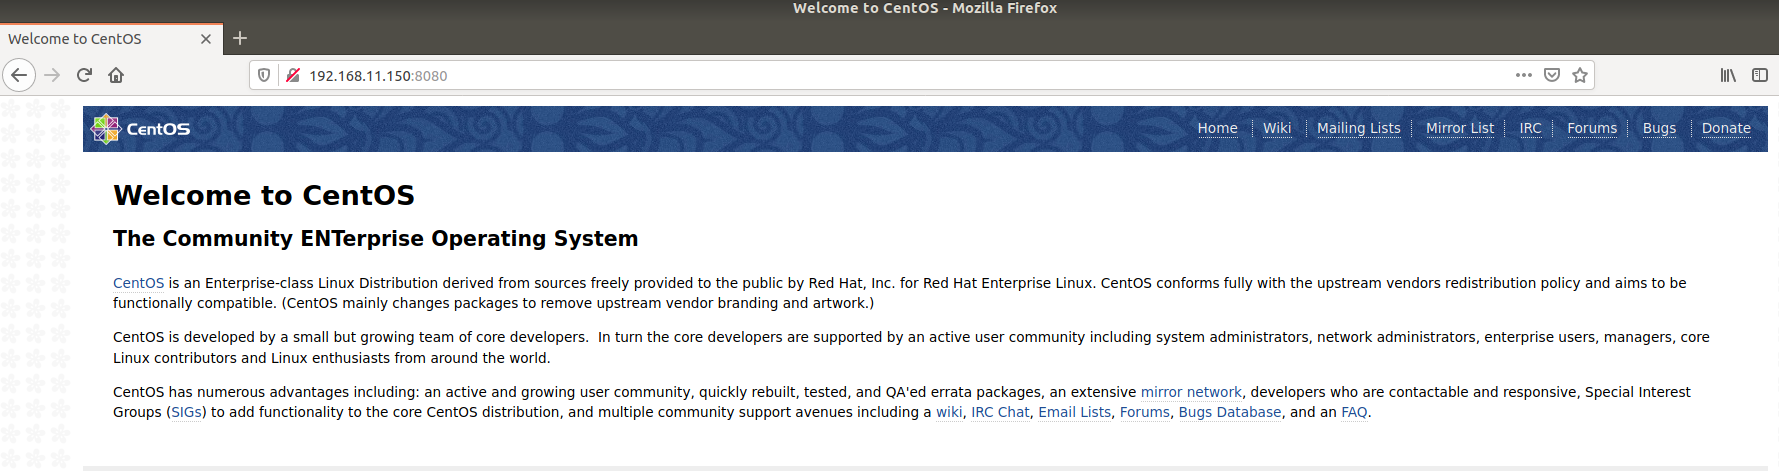 Welcome to CentOS - Mozilla Firefox
Welcome to CentOS
192.168.11.150:8080
CentOS
Home Wiki Mailing Lists Mirror List IRC Forums Bugs Donate
Welcome to CentOS
The Community ENTerprise Operating System
CentOS is an Enterprise-class Linux Distribution derived from sources freely provided to the public by Red Hat, Inc. for Red Hat Enterprise Linux. CentOS conforms fully with the upstream vendors redistribution policy and aims to be
functionally compatible. (CentOS mainly changes packages to remove upstream vendor branding and artwork.)
CentOS is developed by a small but growing team of core developers.  In turn the core developers are supported by an active user community including system administrators, network administrators, enterprise users, managers, core
Linux contributors and Linux enthusiasts from around the world.
CentOS has numerous advantages including: an active and growing user community, quickly rebuilt, tested, and QA'ed errata packages, an extensive mirror network, developers who are contactable and responsive, Special Interest
Groups (SIGs) to add functionality to the core CentOS distribution, and multiple community support avenues including a wiki, IRC Chat, Email Lists, Forums, Bugs Database, and an FAQ.